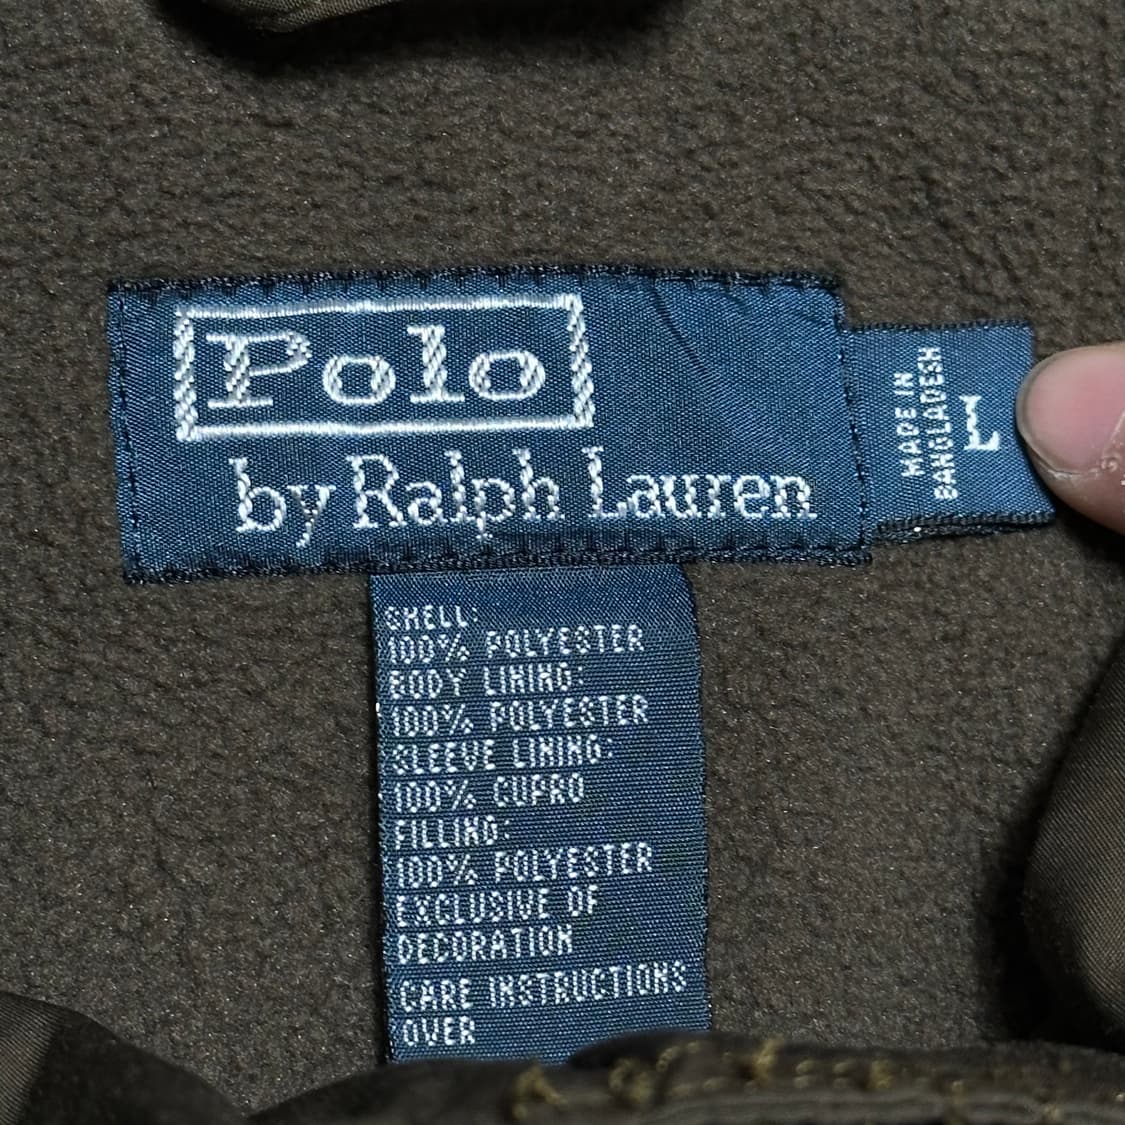 Polo
by Ralph Lauren
MADE IN
BANGLADESH
L
SHELL:
100% POLYESTER
BODY LINING:
100% POLYESTER
SLEEVE LINING:
100% CUPRO
FILLING:
100% POLYESTER
EXCLUSIVE OF
DECORATION
CARE INSTRUCTIONS
OVER